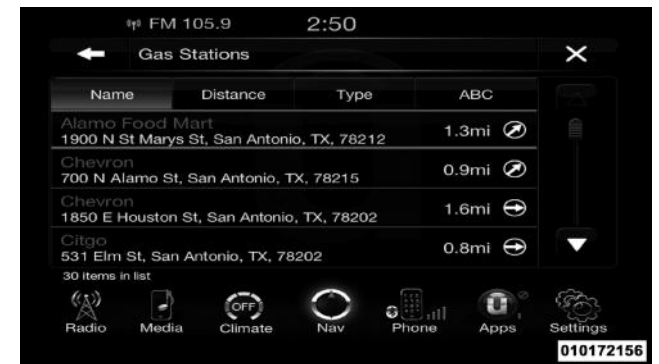 FM 105.9 2:50
Gas Stations
Name Distance Type ABC
Alamo Food Mart
1900 N St Marys St, San Antonio, TX, 78212 1.3mi
Chevron
700 N Alamo St, San Antonio, TX, 78215 0.9mi
Chevron
1850 E Houston St, San Antonio, TX, 78202 1.6mi
Citgo
531 Elm St, San Antonio, TX, 78202 0.8mi
30 items in list
OFF
Radio Media Climate Nav Phone Apps Settings
010172156